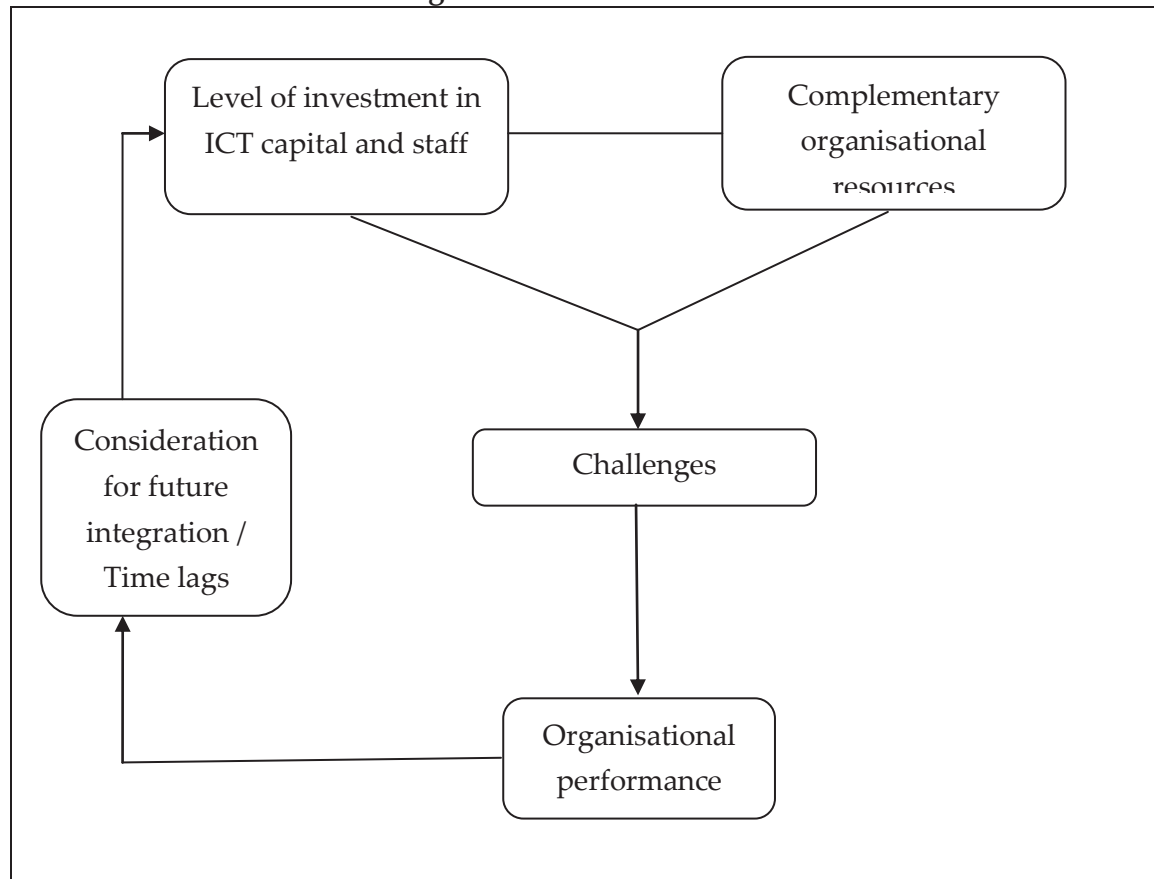 Level of investment in
ICT capital and staff
Complementary
organisational
resources
Challenges
Consideration
for future
integration /
Time lags
Organisational
performance